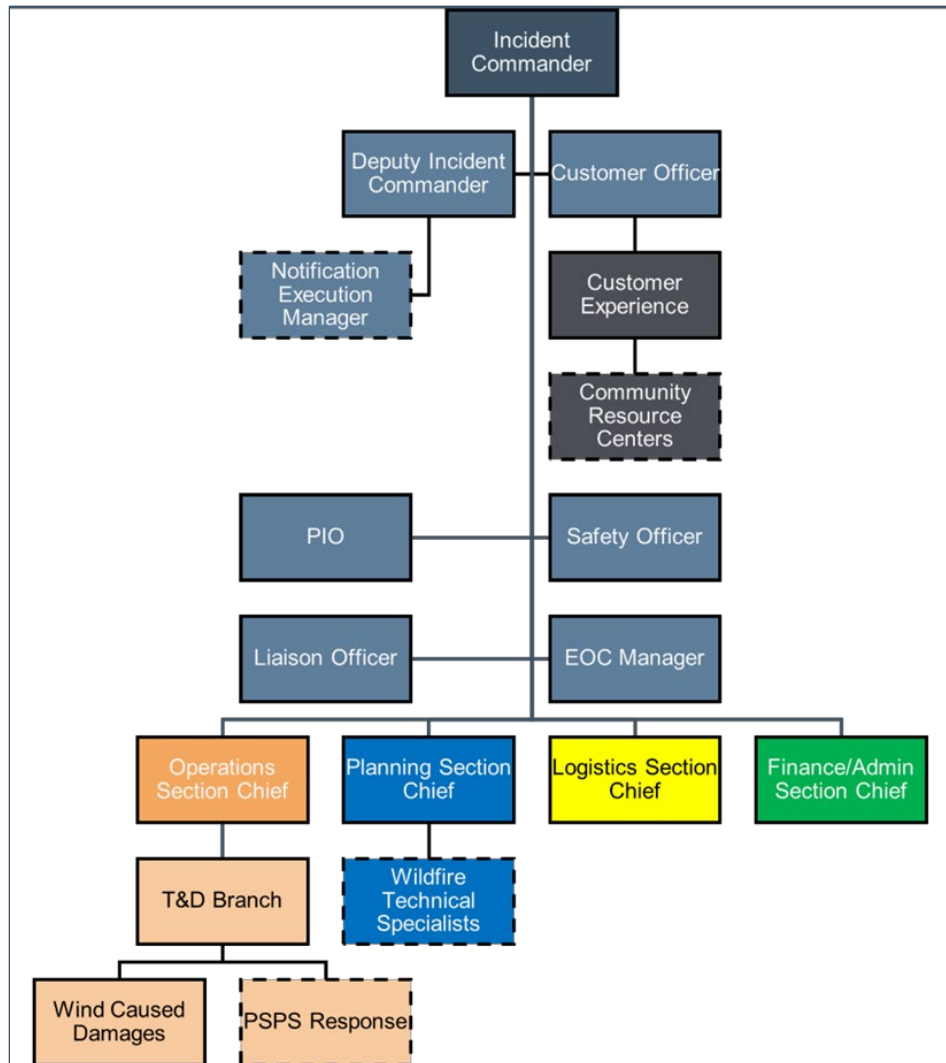 Incident
Commander
Deputy Incident
Commander
Customer Officer
Notification
Execution
Manager
Customer
Experience
Community
Resource
Centers
PIO
Safety Officer
Liaison Officer
EOC Manager
Operations
Section Chief
Planning Section
Chief
Logistics Section
Chief
Finance/Admin
Section Chief
T&D Branch
Wildfire
Technical
Specialists
Wind Caused
Damages
PSPS Response